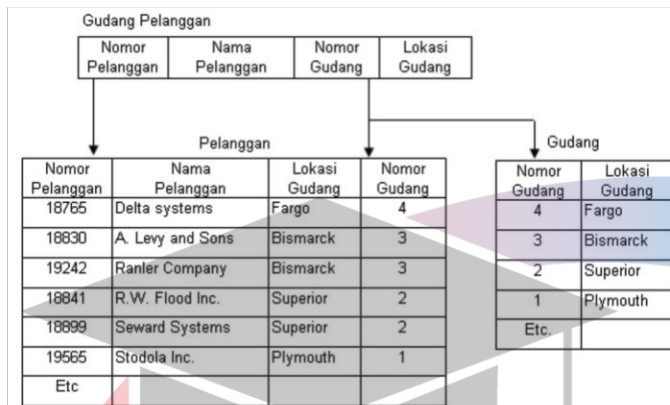 Gudang Pelanggan
Nomor Pelanggan Nama Pelanggan Nomor Gudang Lokasi Gudang
Pelanggan
Nomor Pelanggan Nama Pelanggan Lokasi Gudang Nomor Gudang
18765 Delta systems Fargo 4
18830 A. Levy and Sons Bismarck 3
19242 Ranler Company Bismarck 3
18841 R.W. Flood Inc. Superior 2
18899 Seward Systems Superior 2
19565 Stodola Inc. Plymouth 1
Etc
Gudang
Nomor Gudang Lokasi Gudang
4 Fargo
3 Bismarck
2 Superior
1 Plymouth
Etc.